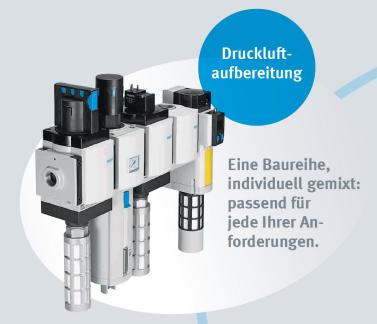 Druckluft-
aufbereitung
Eine Baureihe,
individuell gemixt:
passend für
jede Ihrer An-
forderungen.